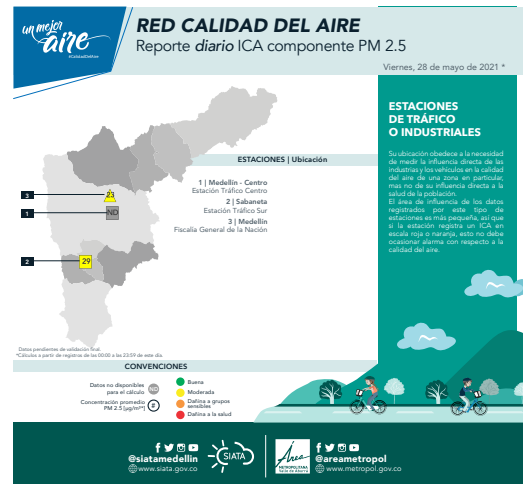 un mejor
aire
#CalidadDelAire
RED CALIDAD DEL AIRE
Reporte diario ICA componente PM 2.5
Viernes, 28 de mayo de 2021 *
ESTACIONES
DE TRÁFICO
O INDUSTRIALES
Su ubicación obedece a la necesidad
de medir la influencia directa de las
industrias y los vehículos en la calidad
del aire de una zona en particular,
mas no de su influencia directa a la
salud de la población.
El área de influencia de los datos
registrados por este tipo de
estaciones es más pequeña, así que
si la estación registra un ICA en
escala roja o naranja, esto no debe
ocasionar alarma con respecto a la
calidad del aire.
ESTACIONES | Ubicación
1 | Medellín - Centro
Estación Tráfico Centro
2 | Sabaneta
Estación Tráfico Sur
3 | Medellín
Fiscalía General de la Nación
3
23
1
ND
2
29
Datos pendientes de validación final.
*Cálculos a partir de registros de las 00:00 a las 23:59 de este día.
CONVENCIONES
Datos no disponibles
para el cálculo
ND
Concentración promedio
PM 2.5 [µg/m³*]
#
Buena
Moderada
Dañina a grupos
sensibles
Dañina a la salud
@siatamedellin
www.siata.gov.co
SIATA
Área
METROPOLITANA
Valle de Aburrá
@areametropol
www.metropol.gov.co